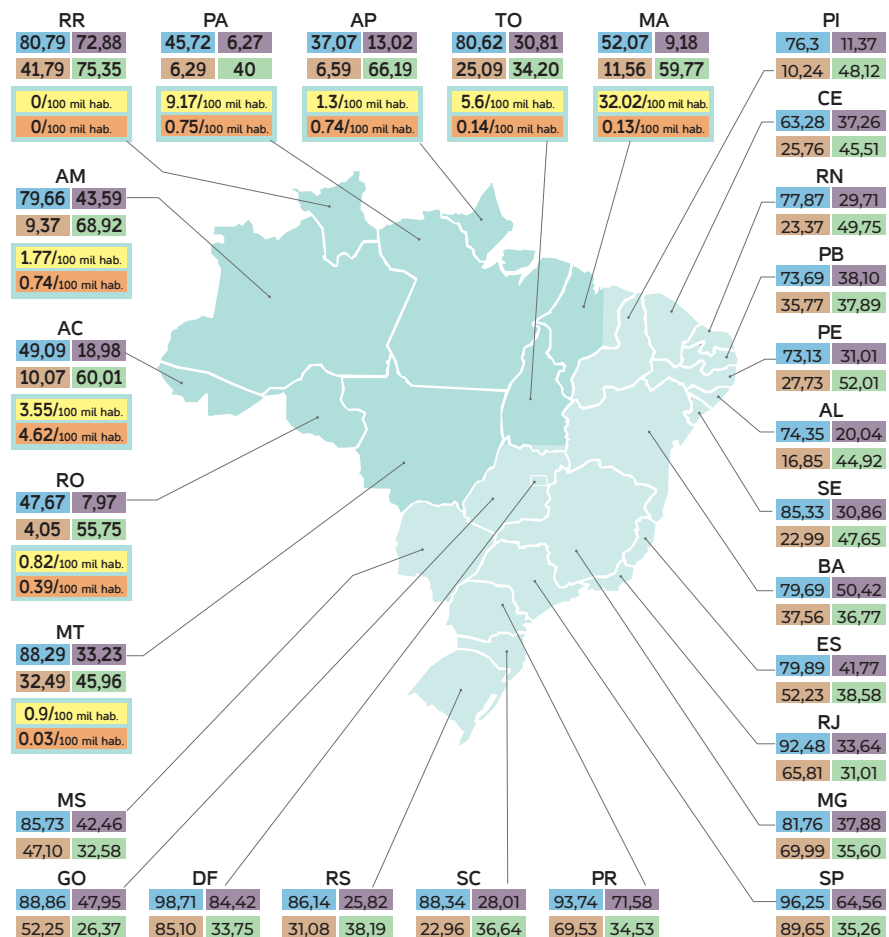 RR
80,79 72,88
41,79 75,35
0/100 mil hab.
0/100 mil hab.
PA
45,72 6,27
6,29 40
9.17/100 mil hab.
0.75/100 mil hab.
AP
37,07 13,02
6,59 66,19
1.3/100 mil hab.
0.74/100 mil hab.
TO
80,62 30,81
25,09 34,20
5.6/100 mil hab.
0.14/100 mil hab.
MA
52,07 9,18
11,56 59,77
32.02/100 mil hab.
0.13/100 mil hab.
PI
76,3 11,37
10,24 48,12
CE
63,28 37,26
25,76 45,51
RN
77,87 29,71
23,37 49,75
PB
73,69 38,10
35,77 37,89
PE
73,13 31,01
27,73 52,01
AL
74,35 20,04
16,85 44,92
SE
85,33 30,86
22,99 47,65
BA
79,69 50,42
37,56 36,77
ES
79,89 41,77
52,23 38,58
RJ
92,48 33,64
65,81 31,01
MG
81,76 37,88
69,99 35,60
SP
96,25 64,56
89,65 35,26
AM
79,66 43,59
9,37 68,92
1.77/100 mil hab.
0.74/100 mil hab.
AC
49,09 18,98
10,07 60,01
3.55/100 mil hab.
4.62/100 mil hab.
RO
47,67 7,97
4,05 55,75
0.82/100 mil hab.
0.39/100 mil hab.
MT
88,29 33,23
32,49 45,96
0.9/100 mil hab.
0.03/100 mil hab.
MS
85,73 42,46
47,10 32,58
GO
88,86 47,95
52,25 26,37
DF
98,71 84,42
85,10 33,75
RS
86,14 25,82
31,08 38,19
SC
88,34 28,01
22,96 36,64
PR
93,74 71,58
69,53 34,53